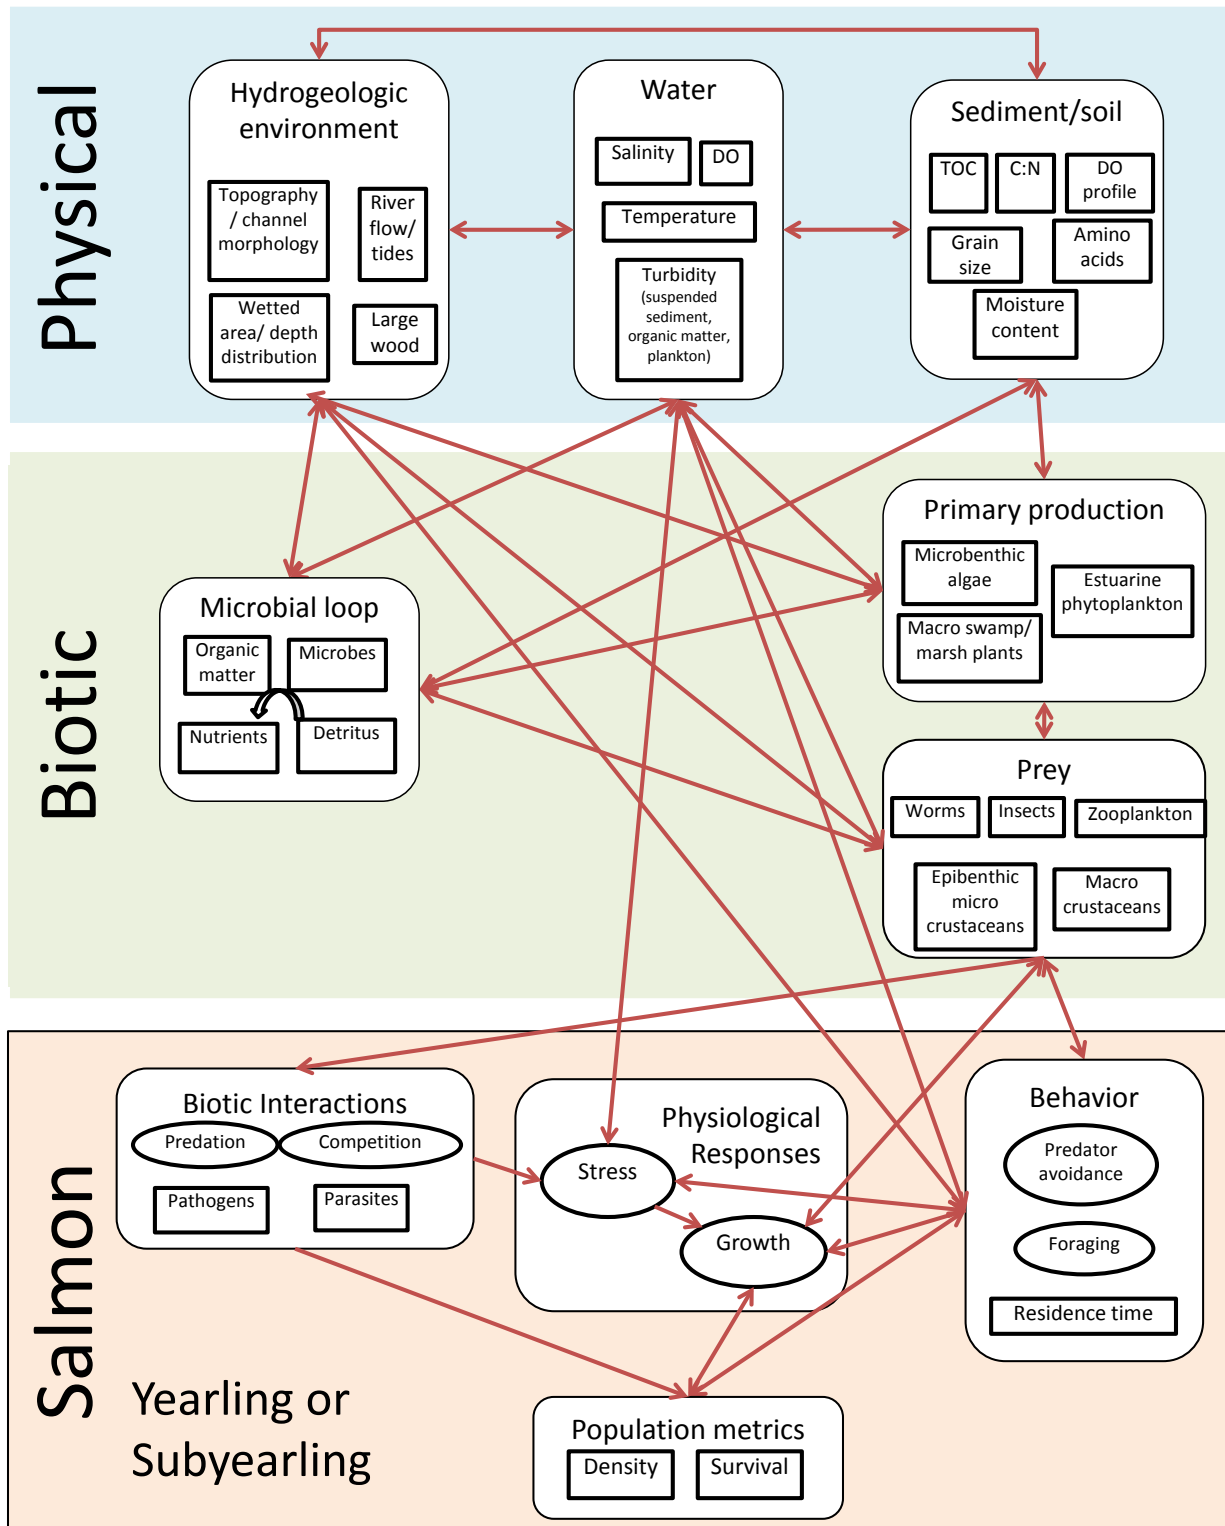 Physical
Hydrogeologic
environment
Topography
/ channel
morphology
River
flow/
tides
Wetted
area/ depth
distribution
Large
wood
Water
Salinity
DO
Temperature
Turbidity
(suspended
sediment,
organic matter,
plankton)
Sediment/soil
TOC
C:N
DO
profile
Grain
size
Amino
acids
Moisture
content
Biotic
Microbial loop
Organic
matter
Microbes
Nutrients
Detritus
Primary production
Microbenthic
algae
Estuarine
phytoplankton
Macro swamp/
marsh plants
Prey
Worms
Insects
Zooplankton
Epibenthic
micro
crustaceans
Macro
crustaceans
Salmon
Yearling or
Subyearling
Biotic Interactions
Predation
Competition
Pathogens
Parasites
Physiological
Responses
Stress
Growth
Behavior
Predator
avoidance
Foraging
Residence time
Population metrics
Density
Survival